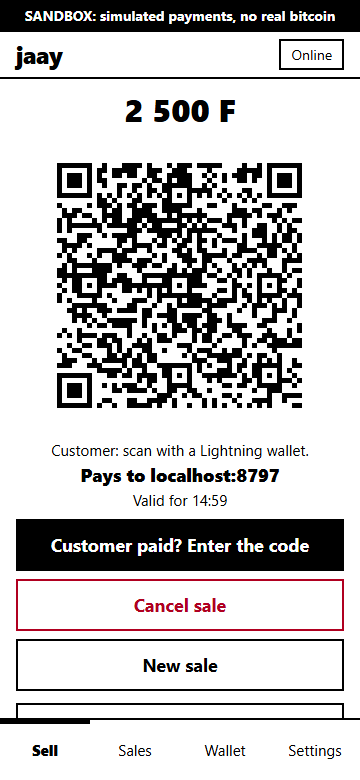 SANDBOX: simulated payments, no real bitcoin
jaay
Online
2 500 F
Customer: scan with a Lightning wallet.
Pays to localhost:8797
Valid for 14:59
Customer paid? Enter the code
Cancel sale
New sale
Sell
Sales
Wallet
Settings